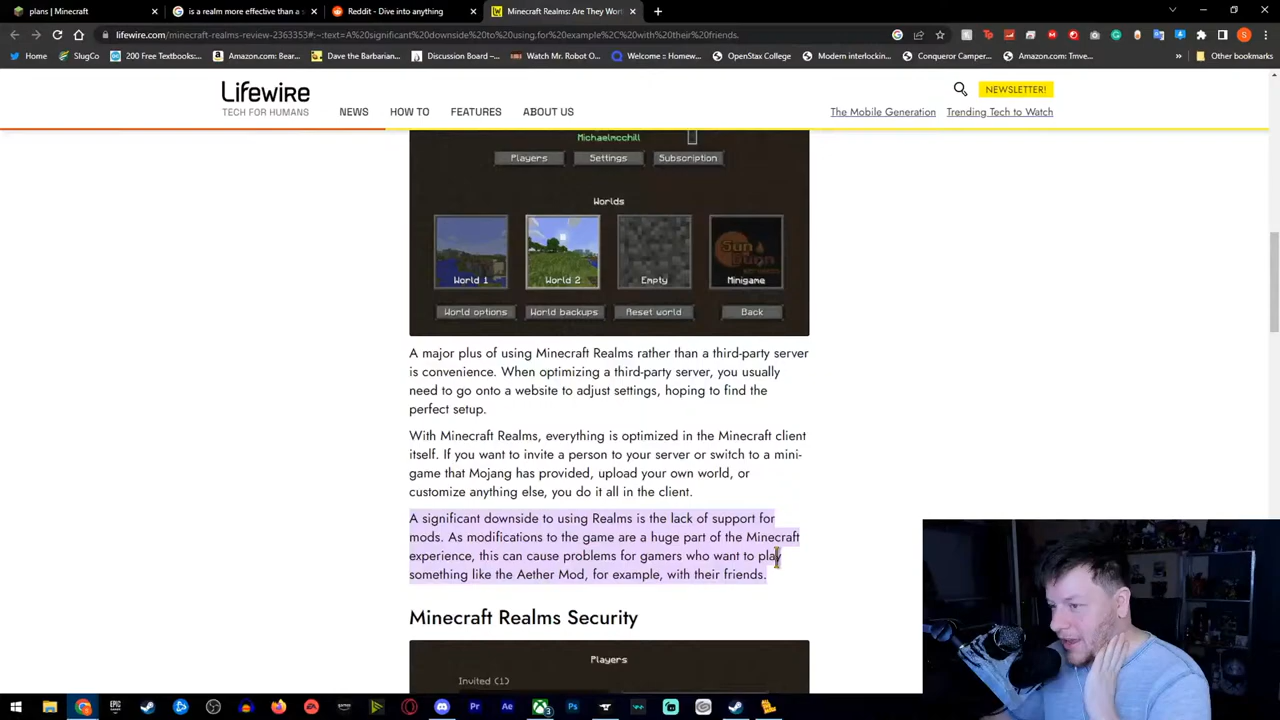 plans | Minecraft
is a realm more effective than a s
Reddit - Dive into anything
Minecraft Realms: Are They Wort
lifewire.com/minecraft-realms-review-2363353#:~:text=A%20significant%20downside%20to%20using,for%20example%2C%20with%20their%20friends.
Home
SlugCo
200 Free Textbooks:...
Amazon.com: Bear...
Dave the Barbarian...
Discussion Board –...
Watch Mr. Robot O...
Welcome :: Homew...
OpenStax College
Modern interlockin...
Conquer Camper...
Amazon.com: Tmve...
Other bookmarks
Lifewire
TECH FOR HUMANS
NEWS HOW TO FEATURES ABOUT US
NEWSLETTER!
The Mobile Generation Trending Tech to Watch
Michaelmcchill
Players Settings Subscription
Worlds
World 1 World 2 Empty Minigame
World options World backups Reset world Back
A major plus of using Minecraft Realms rather than a third-party server
is convenience. When optimizing a third-party server, you usually
need to go onto a website to adjust settings, hoping to find the
perfect setup.
With Minecraft Realms, everything is optimized in the Minecraft client
itself. If you want to invite a person to your server or switch to a mini-
game that Mojang has provided, upload your own world, or
customize anything else, you do it all in the client.
A significant downside to using Realms is the lack of support for
mods. As modifications to the game are a huge part of the Minecraft
experience, this can cause problems for gamers who want to play
something like the Aether Mod, for example, with their friends.
Minecraft Realms Security
Players
Invited (1)